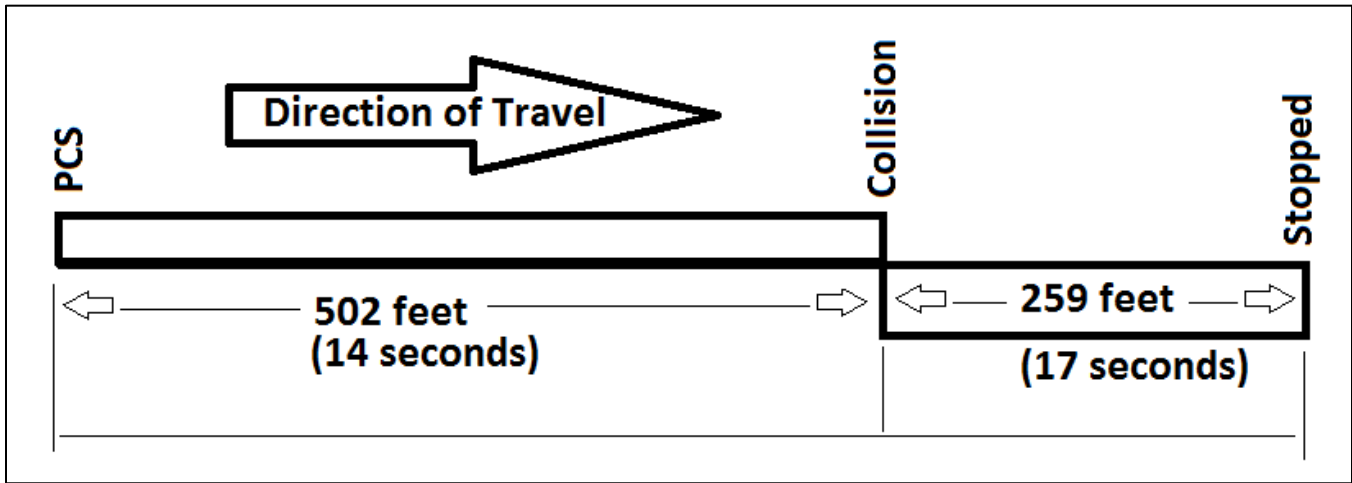 Direction of Travel
PCS
Collision
Stopped
502 feet
(14 seconds)
259 feet
(17 seconds)